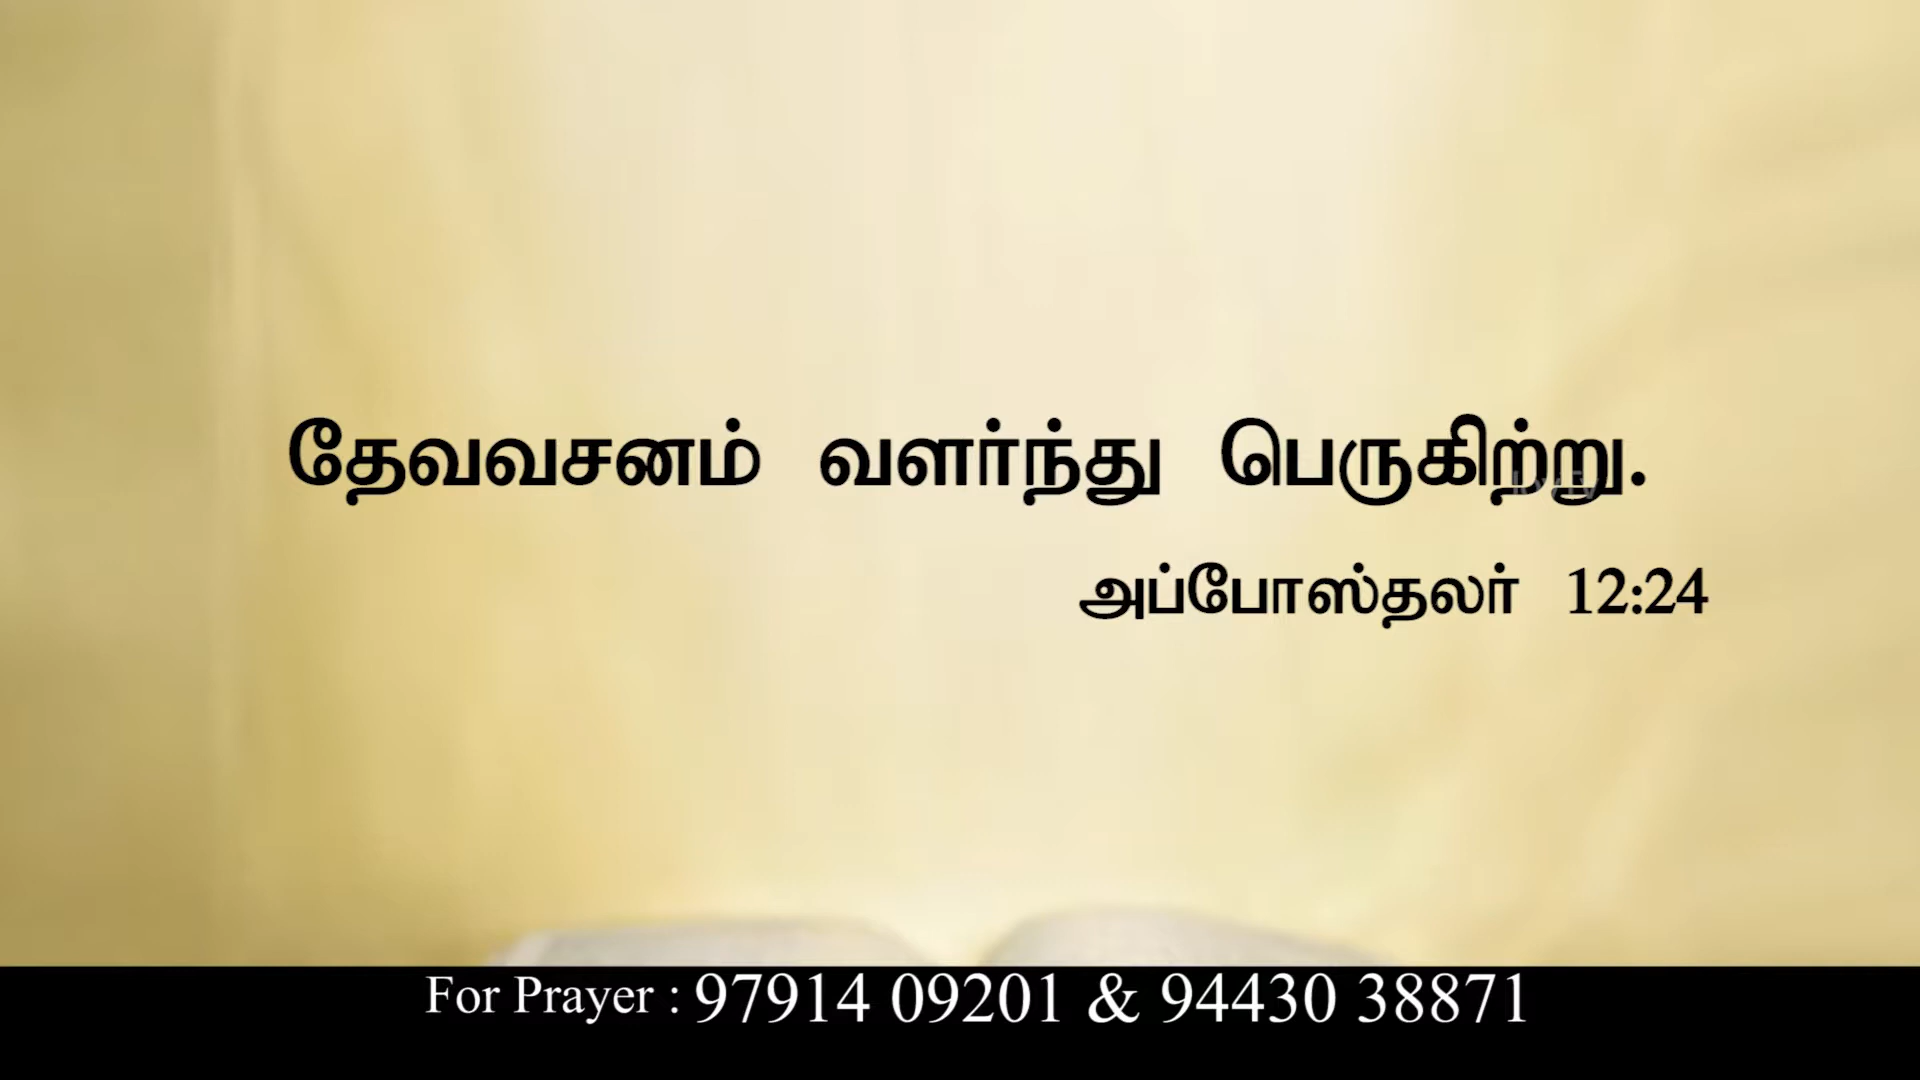 தேவவசனம் வளர்ந்து பெருகிற்று.
அப்போஸ்தலர் 12:24
For Prayer : 97914 09201 & 94430 38871